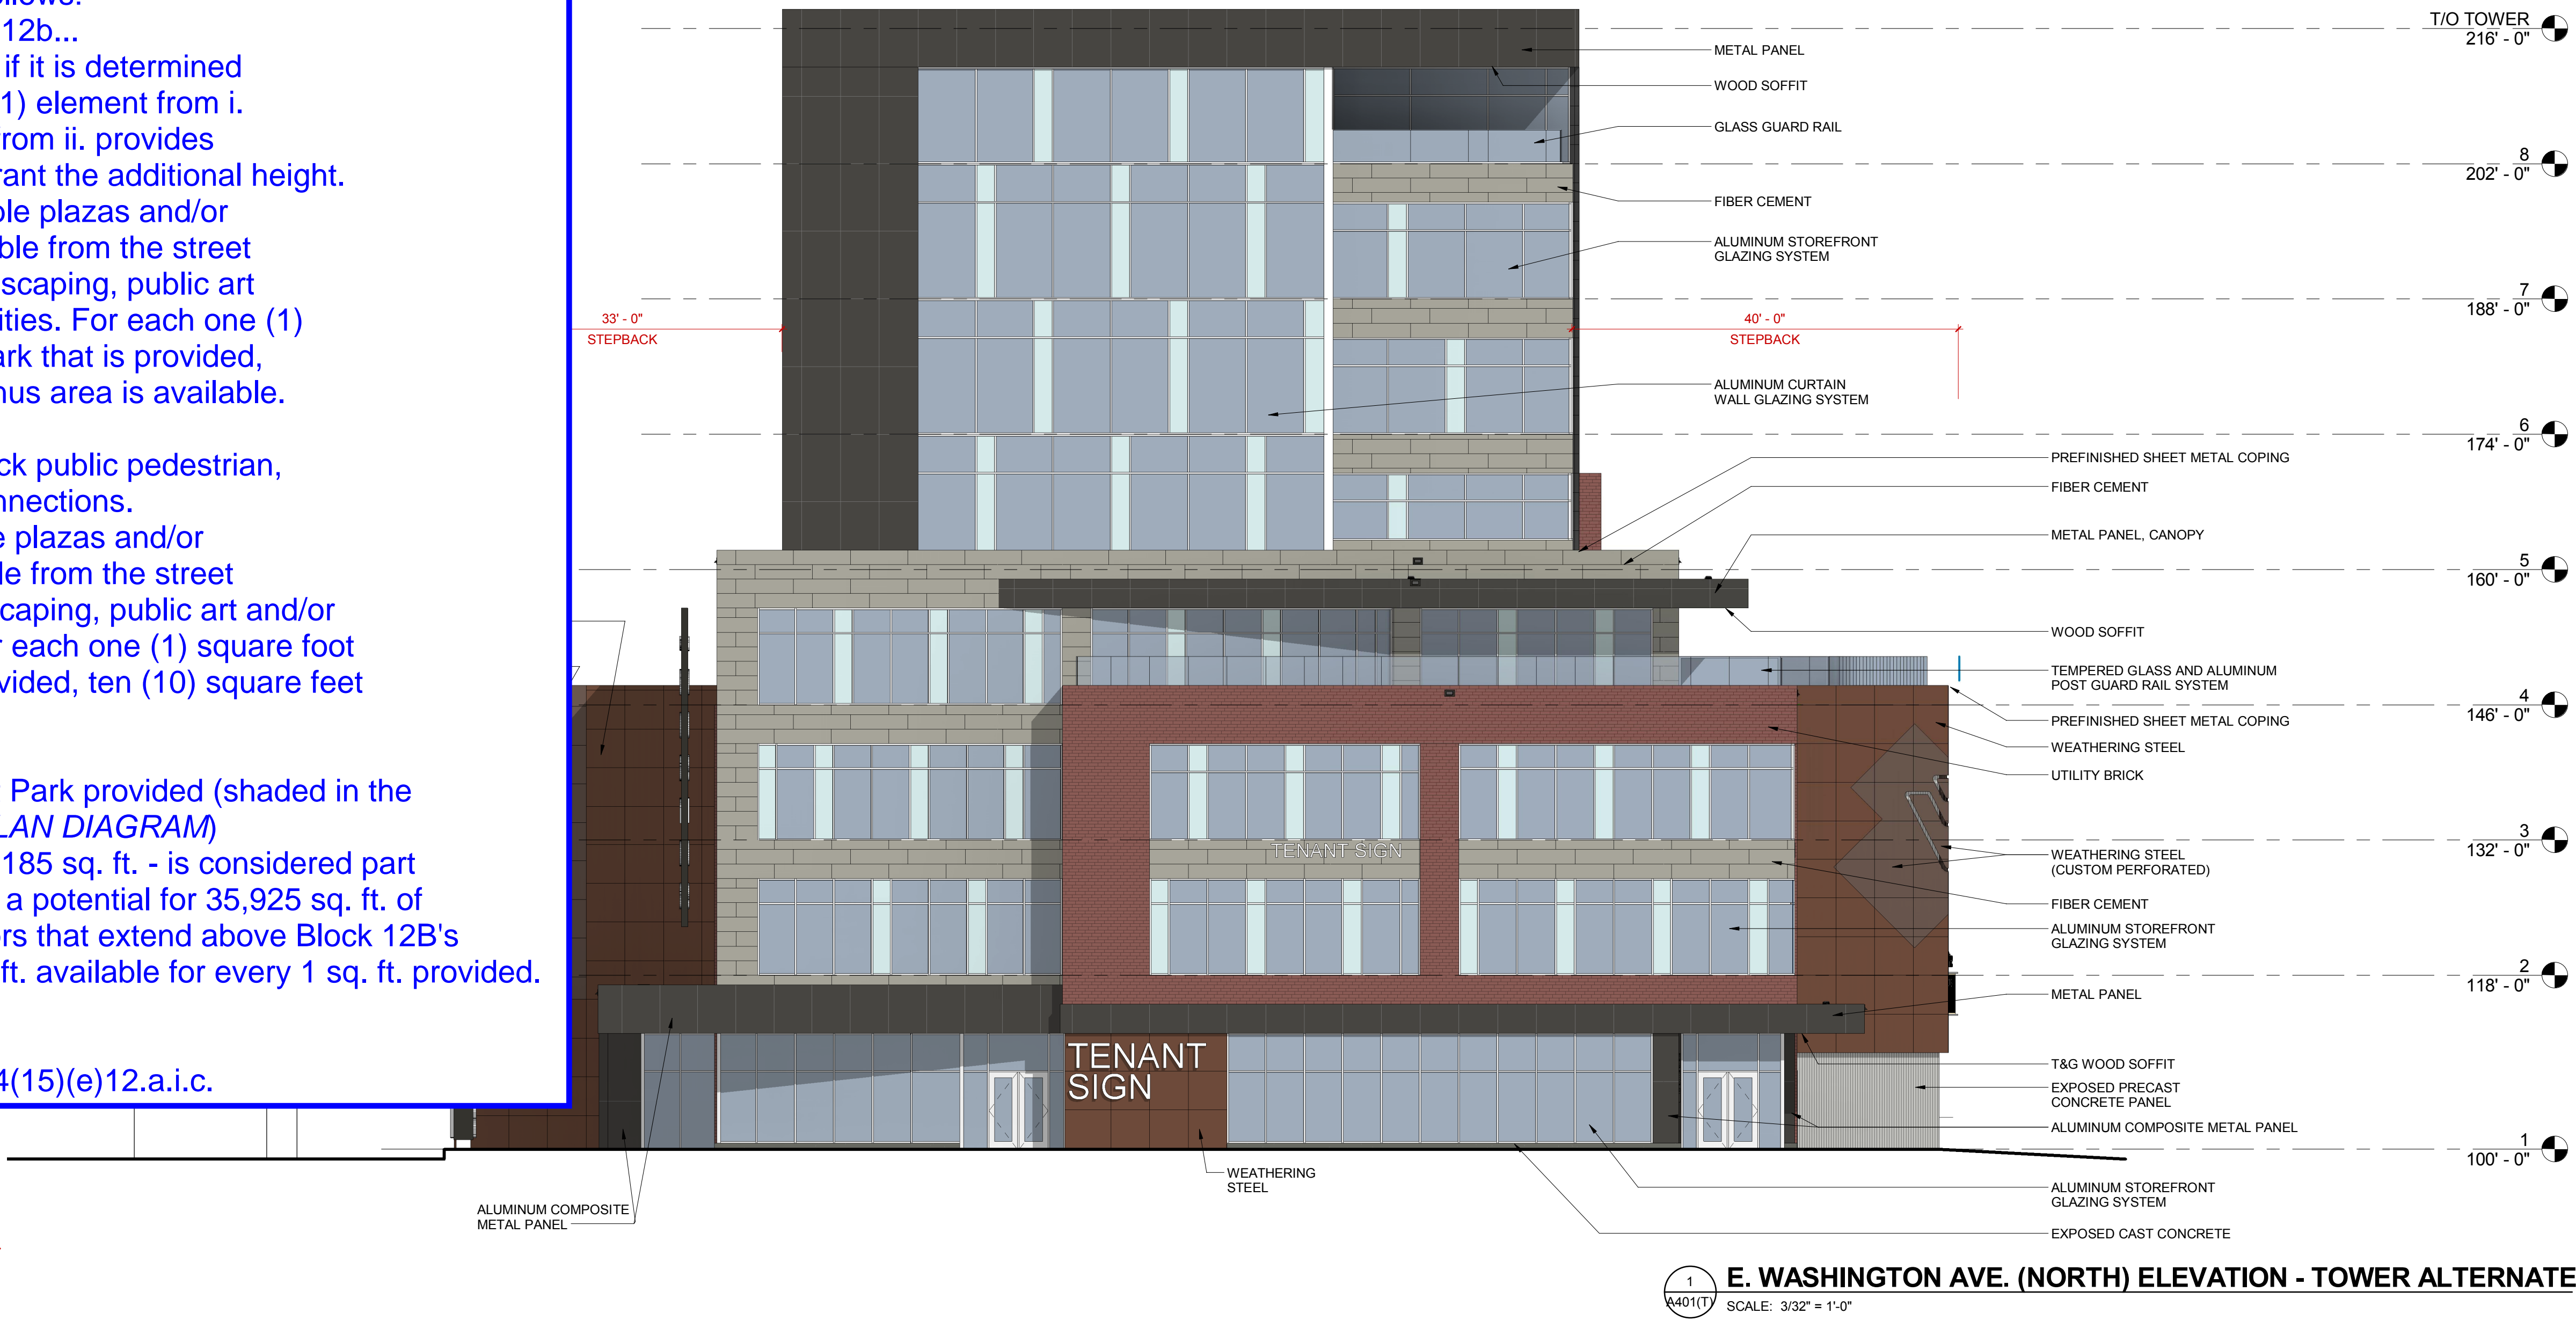 12b...
if it is determined
1) element from i.
from ii. provides
rant the additional height.
ble plazas and/or
ble from the street
scaping, public art
ities. For each one (1)
ark that is provided,
nus area is available.
ck public pedestrian,
nnections.
e plazas and/or
le from the street
caping, public art and/or
r each one (1) square foot
vided, ten (10) square feet
Park provided (shaded in the
LAN DIAGRAM)
185 sq. ft. - is considered part
a potential for 35,925 sq. ft. of
ors that extend above Block 12B's
ft. available for every 1 sq. ft. provided.
4(15)(e)12.a.i.c.
33' - 0"
STEPBACK
40' - 0"
STEPBACK
METAL PANEL
WOOD SOFFIT
GLASS GUARD RAIL
FIBER CEMENT
ALUMINUM STOREFRONT
GLAZING SYSTEM
ALUMINUM CURTAIN
WALL GLAZING SYSTEM
PREFINISHED SHEET METAL COPING
FIBER CEMENT
METAL PANEL, CANOPY
WOOD SOFFIT
TEMPERED GLASS AND ALUMINUM
POST GUARD RAIL SYSTEM
PREFINISHED SHEET METAL COPING
WEATHERING STEEL
UTILITY BRICK
WEATHERING STEEL
(CUSTOM PERFORATED)
FIBER CEMENT
ALUMINUM STOREFRONT
GLAZING SYSTEM
METAL PANEL
T&G WOOD SOFFIT
EXPOSED PRECAST
CONCRETE PANEL
ALUMINUM COMPOSITE METAL PANEL
ALUMINUM STOREFRONT
GLAZING SYSTEM
EXPOSED CAST CONCRETE
T/O TOWER
216' - 0"
8
202' - 0"
7
188' - 0"
6
174' - 0"
5
160' - 0"
4
146' - 0"
3
132' - 0"
2
118' - 0"
1
100' - 0"
TENANT SIGN
TENANT
SIGN
WEATHERING
STEEL
ALUMINUM COMPOSITE
METAL PANEL
1
A401(T)
E. WASHINGTON AVE. (NORTH) ELEVATION - TOWER ALTERNATE
SCALE: 3/32" = 1'-0"